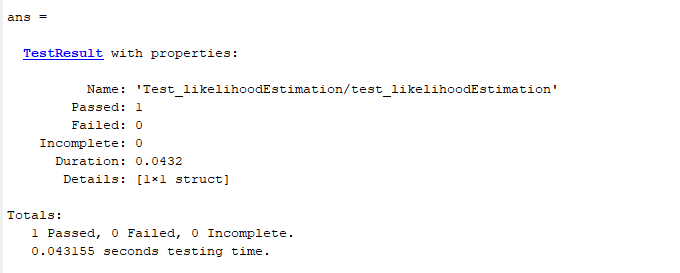 ans =
TestResult with properties:
Name: 'Test_likelihoodEstimation/test_likelihoodEstimation'
Passed: 1
Failed: 0
Incomplete: 0
Duration: 0.0432
Details: [1×1 struct]
Totals:
1 Passed, 0 Failed, 0 Incomplete.
0.043155 seconds testing time.